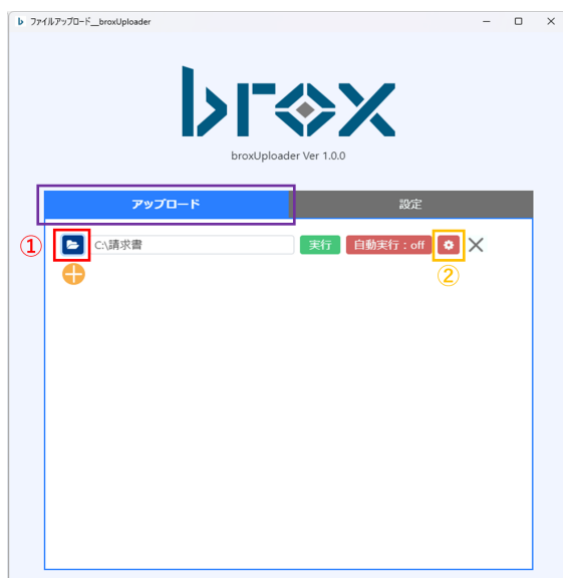 ファイルアップロード__broxUploader
brox
broxUploader Ver 1.0.0
アップロード 設定
① C:\請求書 実行 自動実行：off
②